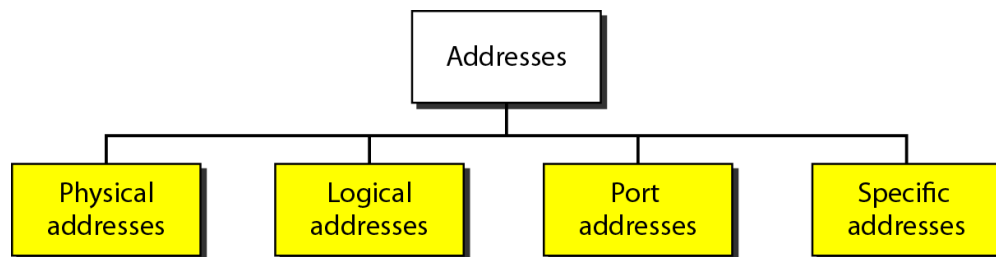 Addresses
Physical
addresses
Logical
addresses
Port
addresses
Specific
addresses